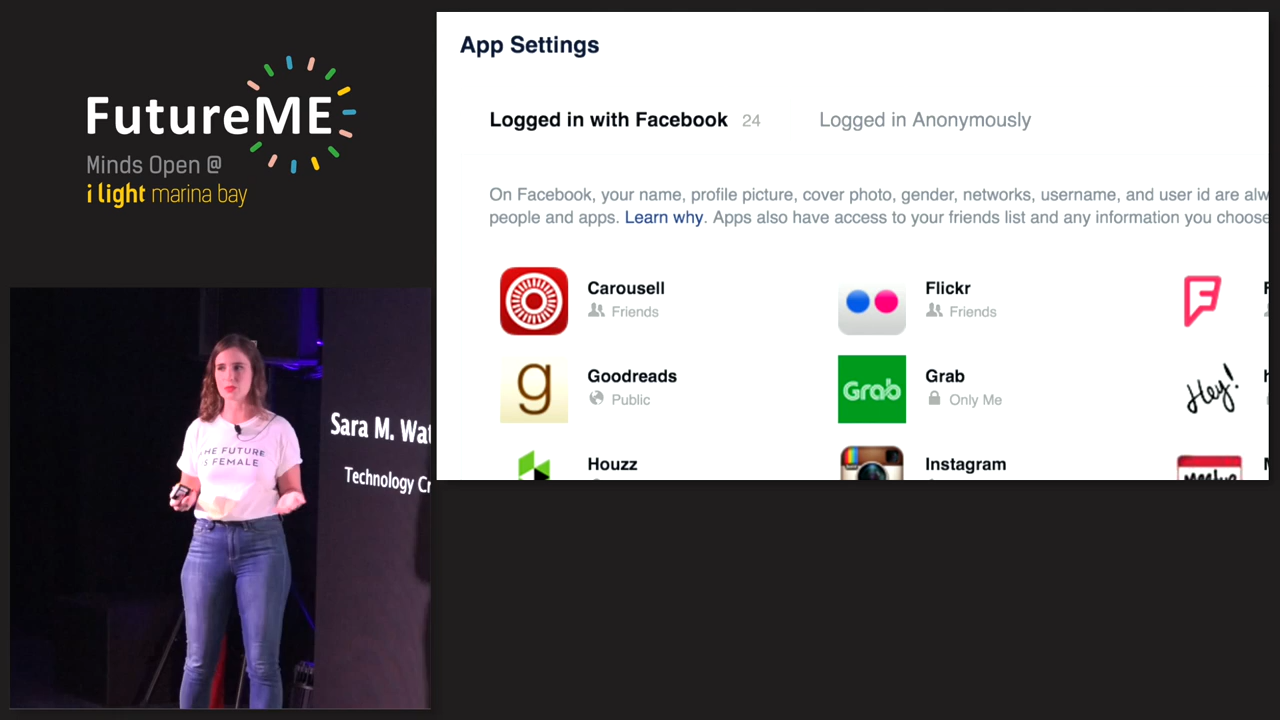 FutureME
Minds Open @
i light marina bay
THE FUTURE
IS FEMALE
Sara M. Wat
Technology Cr
App Settings
Logged in with Facebook 24 Logged in Anonymously
On Facebook, your name, profile picture, cover photo, gender, networks, username, and user id are alw
people and apps. Learn why. Apps also have access to your friends list and any information you choose
Carousell
Friends
Flickr
Friends
Goodreads
Public
Grab
Grab
Only Me
Hey!
Houzz
Instagram